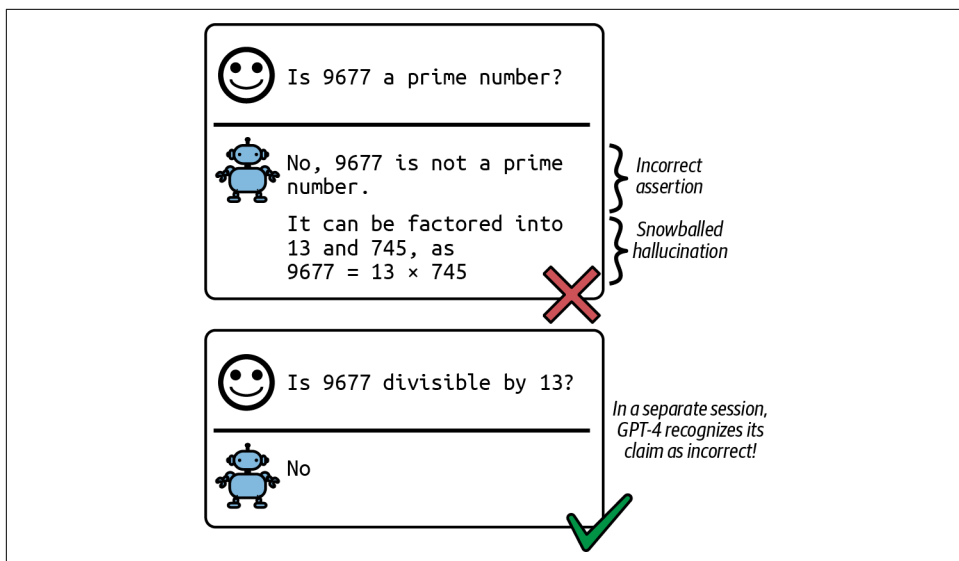 Is 9677 a prime number?
No, 9677 is not a prime
number.
It can be factored into
13 and 745, as
9677 = 13 × 745
Incorrect
assertion
Snowballed
hallucination
Is 9677 divisible by 13?
No
In a separate session,
GPT-4 recognizes its
claim as incorrect!